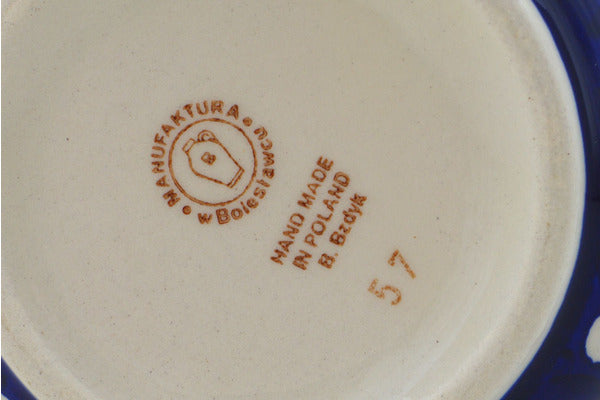 MANUFAKTURA • w Bolesławcu •
B
HAND MADE
IN POLAND
B. Bzdyk
57